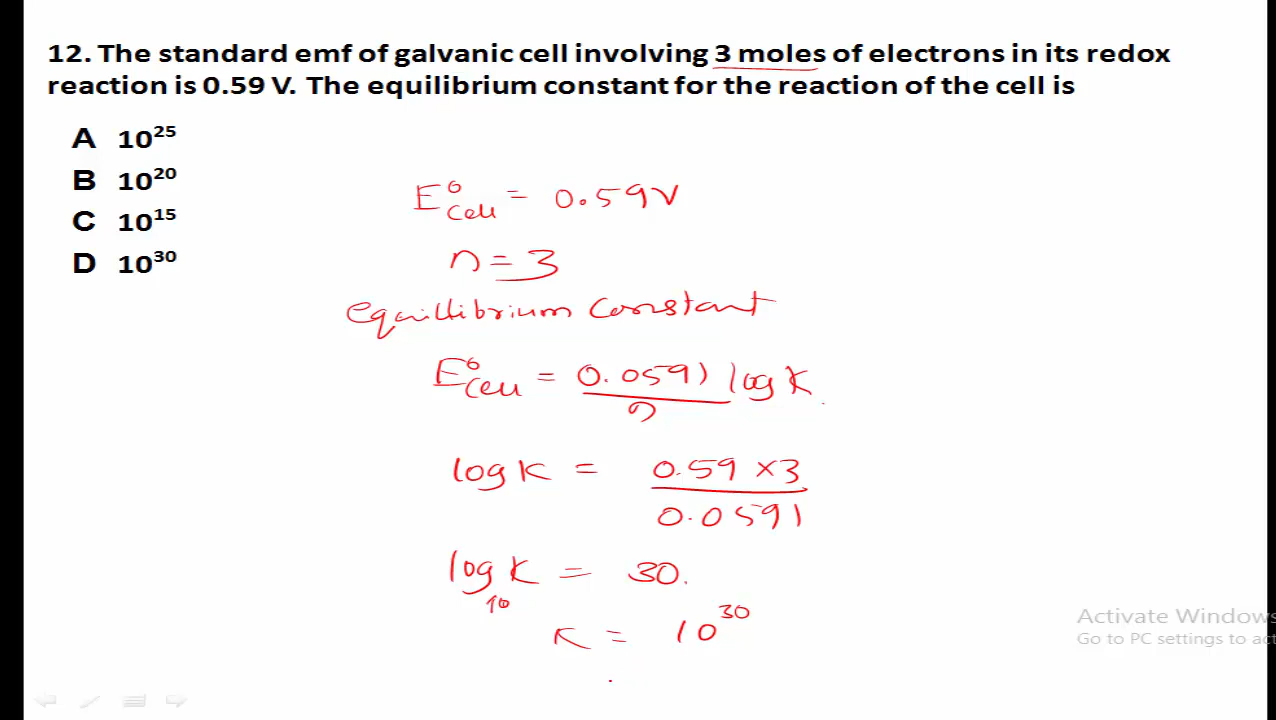 12. The standard emf of galvanic cell involving 3 moles of electrons in its redox
reaction is 0.59 V. The equilibrium constant for the reaction of the cell is
A 10²⁵
B 10²⁰
C 10¹⁵
D 10³⁰
E°Cell = 0.59V
n = 3
equillibrium Constant
E°Cell = 0.0591/n log K
log K = 0.59 × 3 / 0.0591
log₁₀ K = 30.
K = 10³⁰
Activate Windows
Go to PC settings to act